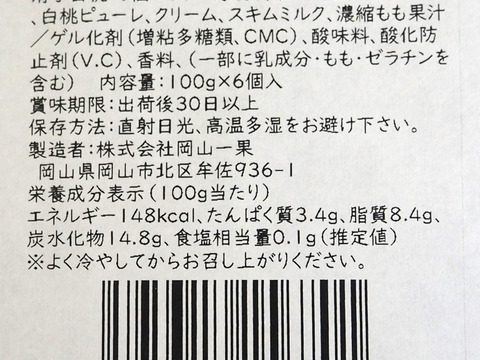 、白桃ピューレ、クリーム、スキムミルク、濃縮もも果汁
/ゲル化剤(増粘多糖類、CMC)、酸味料、酸化防
止剤(V.C)、香料、(一部に乳成分・もも・ゼラチンを
含む) 内容量:100g×6個入
賞味期限:出荷後30日以上
保存方法:直射日光、高温多湿をお避け下さい。
製造者:株式会社岡山一果
岡山県岡山市北区牟佐936-1
栄養成分表示(100g当たり)
エネルギー148kcal、たんぱく質3.4g、脂質8.4g、
炭水化物14.8g、食塩相当量0.1g(推定値)
※よく冷やしてからお召し上がりください。